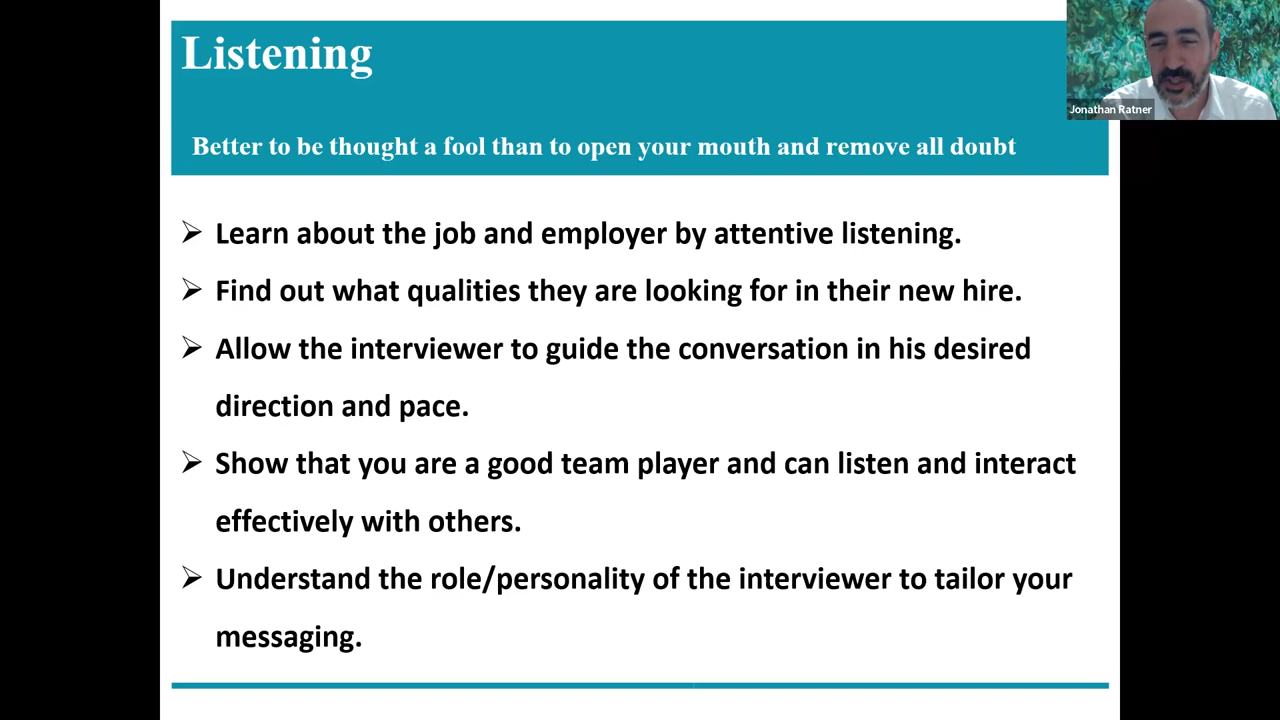 Listening
Jonathan Ratner
Better to be thought a fool than to open your mouth and remove all doubt
➢ Learn about the job and employer by attentive listening.
➢ Find out what qualities they are looking for in their new hire.
➢ Allow the interviewer to guide the conversation in his desired
direction and pace.
➢ Show that you are a good team player and can listen and interact
effectively with others.
➢ Understand the role/personality of the interviewer to tailor your
messaging.